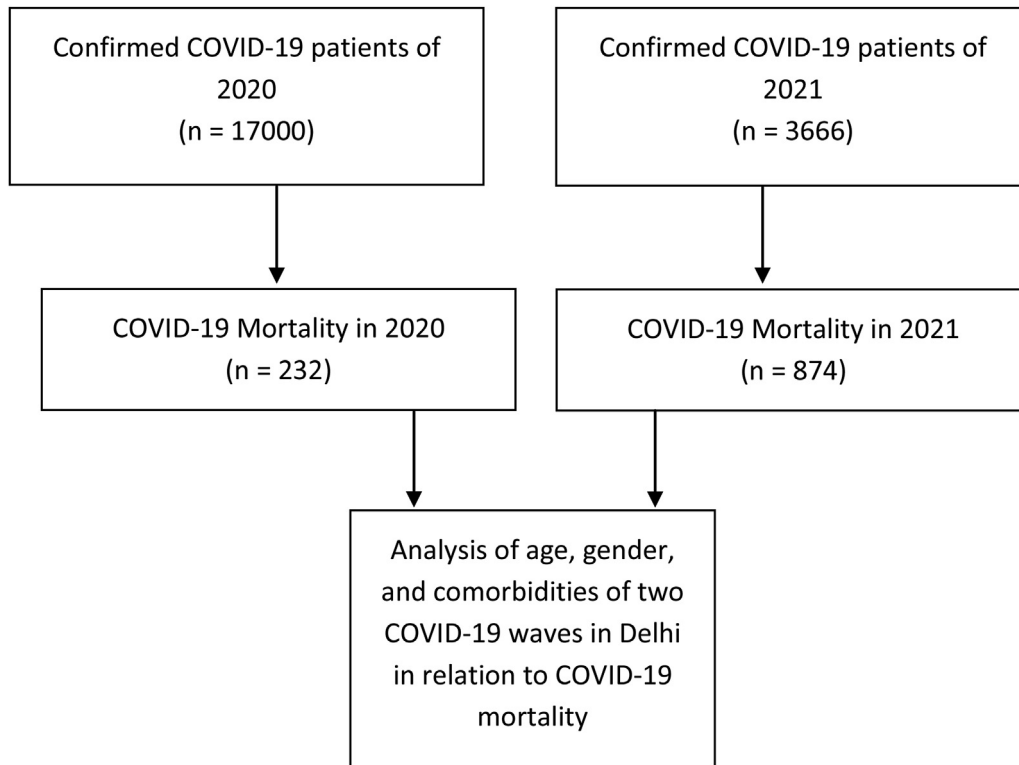 Confirmed COVID-19 patients of
2020
(n = 17000)
Confirmed COVID-19 patients of
2021
(n = 3666)
COVID-19 Mortality in 2020
(n = 232)
COVID-19 Mortality in 2021
(n = 874)
Analysis of age, gender,
and comorbidities of two
COVID-19 waves in Delhi
in relation to COVID-19
mortality